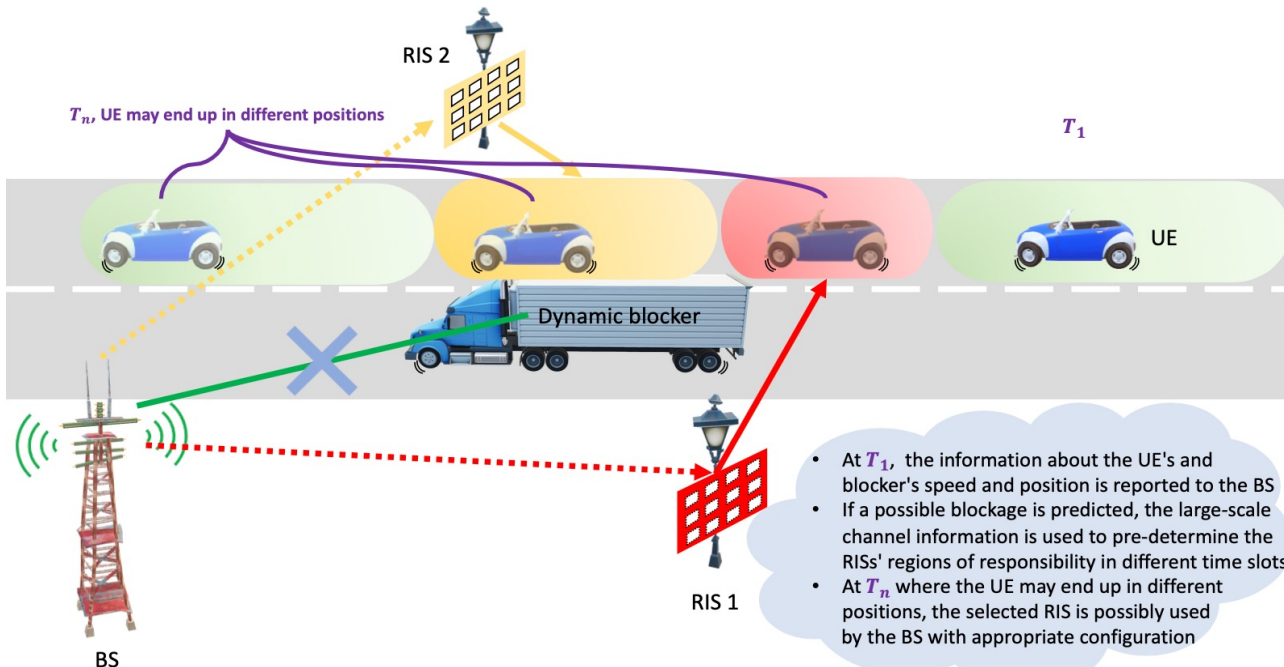 RIS 2
T_n, UE may end up in different positions
T_1
UE
Dynamic blocker
RIS 1
BS
• At T_1, the information about the UE's and
blocker's speed and position is reported to the BS
• If a possible blockage is predicted, the large-scale
channel information is used to pre-determine the
RISs' regions of responsibility in different time slots
• At T_n where the UE may end up in different
positions, the selected RIS is possibly used
by the BS with appropriate configuration